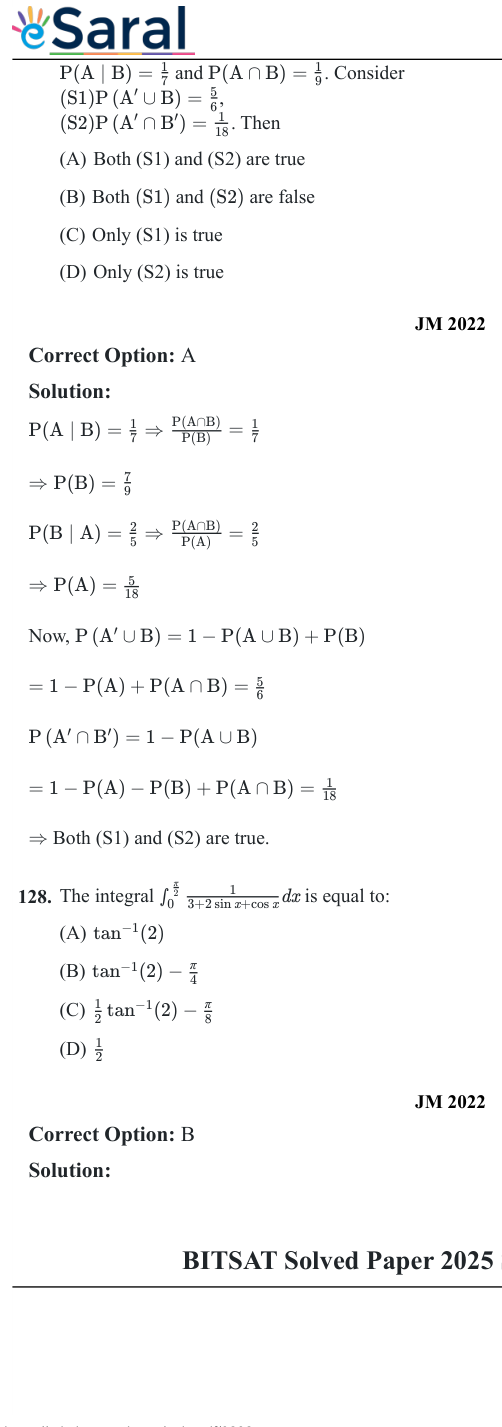 eSaral
P(A | B) = 1/7 and P(A ∩ B) = 1/9. Consider
(S1)P (A′ ∪ B) = 5/6,
(S2)P (A′ ∩ B′) = 1/18. Then
(A) Both (S1) and (S2) are true
(B) Both (S1) and (S2) are false
(C) Only (S1) is true
(D) Only (S2) is true
JM 2022
Correct Option: A
Solution:
P(A | B) = 1/7 ⇒ P(A∩B)/P(B) = 1/7
⇒ P(B) = 7/9
P(B | A) = 2/5 ⇒ P(A∩B)/P(A) = 2/5
⇒ P(A) = 5/18
Now, P (A′ ∪ B) = 1 − P(A ∪ B) + P(B)
= 1 − P(A) + P(A ∩ B) = 5/6
P (A′ ∩ B′) = 1 − P(A ∪ B)
= 1 − P(A) − P(B) + P(A ∩ B) = 1/18
⇒ Both (S1) and (S2) are true.
128. The integral ∫₀^(π/2) 1/(3+2 sin x+cos x) dx is equal to:
(A) tan⁻¹(2)
(B) tan⁻¹(2) − π/4
(C) 1/2 tan⁻¹(2) − π/8
(D) 1/2
JM 2022
Correct Option: B
Solution:
BITSAT Solved Paper 2025